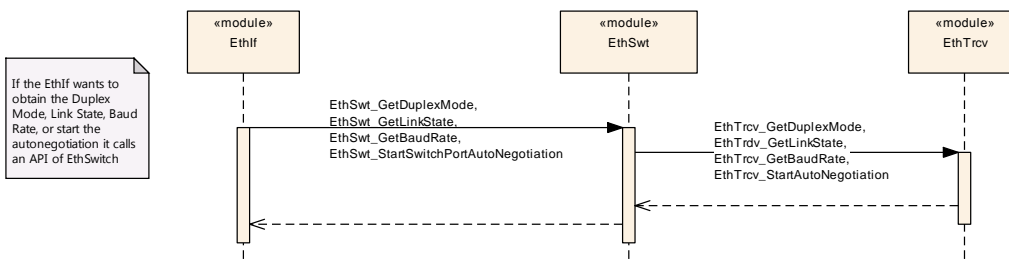 «module»
EthIf
«module»
EthSwt
«module»
EthTrcv
If the EthIf wants to
obtain the Duplex
Mode, Link State, Baud
Rate, or start the
autonegotiation it calls
an API of EthSwitch
EthSwt_GetDuplexMode,
EthSwt_GetLinkState,
EthSwt_GetBaudRate,
EthSwt_StartSwitchPortAutoNegotiation
EthTrcv_GetDuplexMode,
EthTrdv_GetLinkState,
EthTrcv_GetBaudRate,
EthTrcv_StartAutoNegotiation